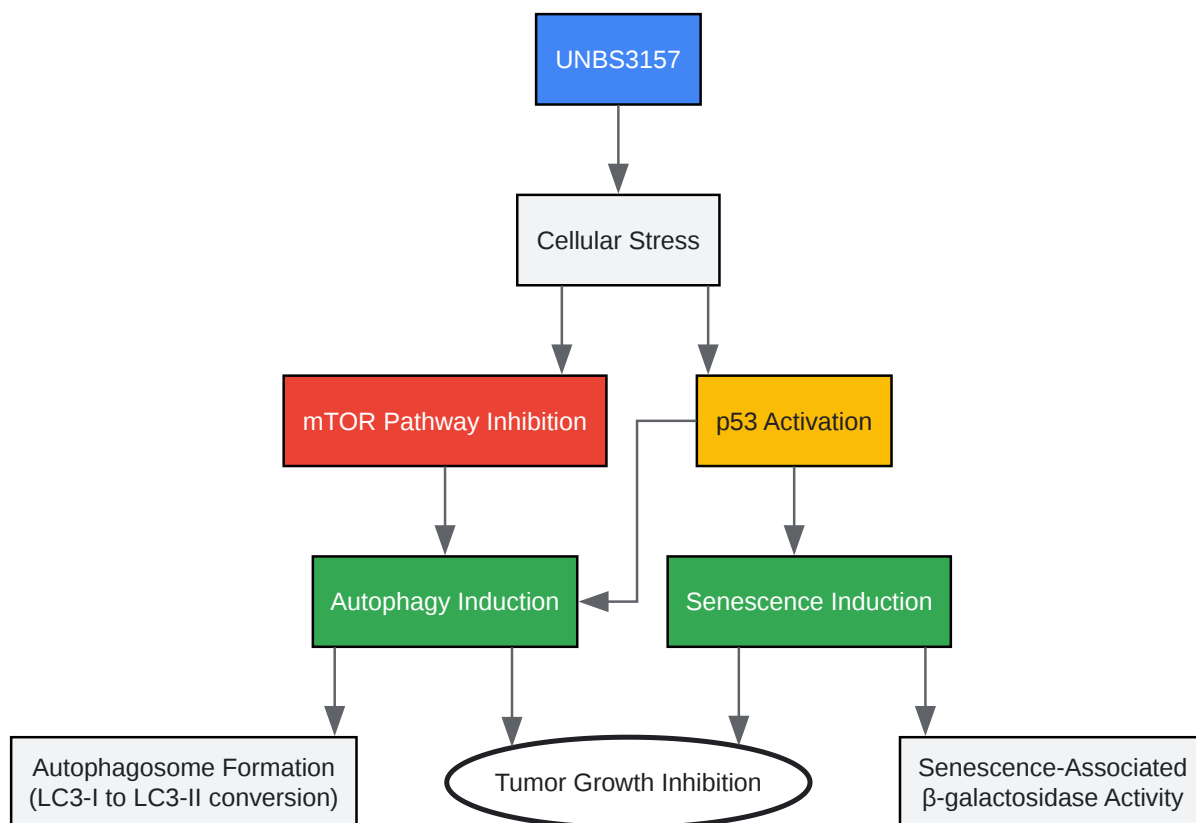 UNBS3157
Cellular Stress
mTOR Pathway Inhibition
p53 Activation
Autophagy Induction
Senescence Induction
Autophagosome Formation
(LC3-I to LC3-II conversion)
Tumor Growth Inhibition
Senescence-Associated
β-galactosidase Activity